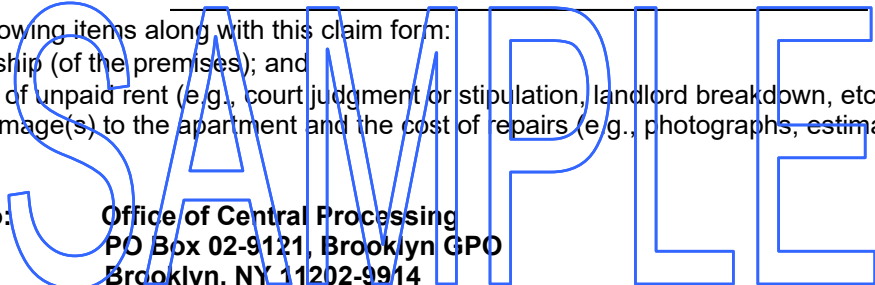 owing items along with this claim form:
ship (of the premises); and
of unpaid rent (e.g., court judgment or stipulation, landlord breakdown, etc
mage(s) to the apartment and the cost of repairs (e.g., photographs, estima
o: Office of Central Processing
PO Box 02-9121, Brooklyn GPO
Brooklyn, NY 11202-9914
SAMPLE